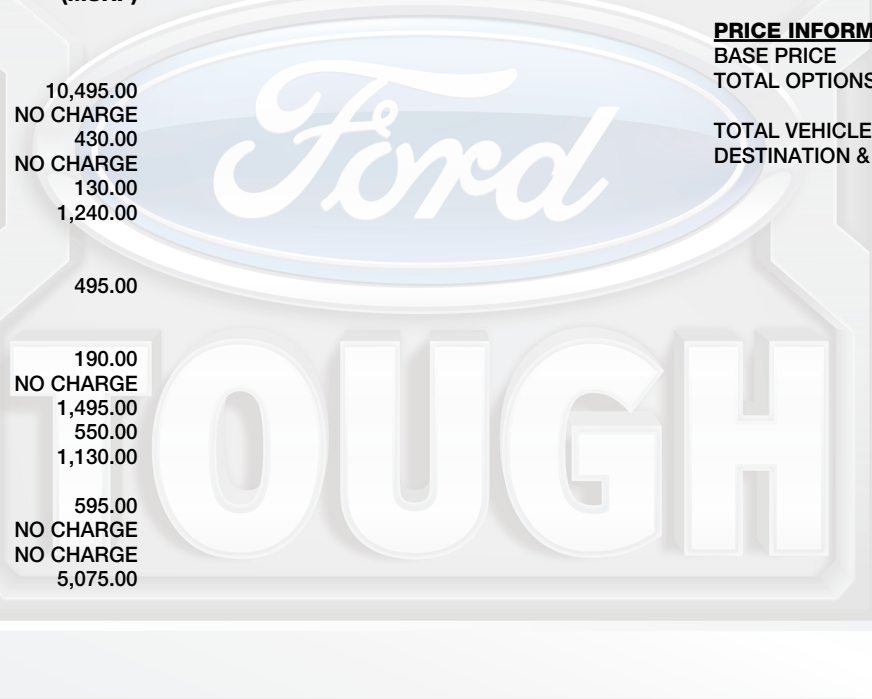 10,495.00
NO CHARGE
430.00
NO CHARGE
130.00
1,240.00
495.00
190.00
NO CHARGE
1,495.00
550.00
1,130.00
595.00
NO CHARGE
NO CHARGE
5,075.00
PRICE INFORM
BASE PRICE
TOTAL OPTIONS
TOTAL VEHICLE
DESTINATION &
Ford
TOUGH